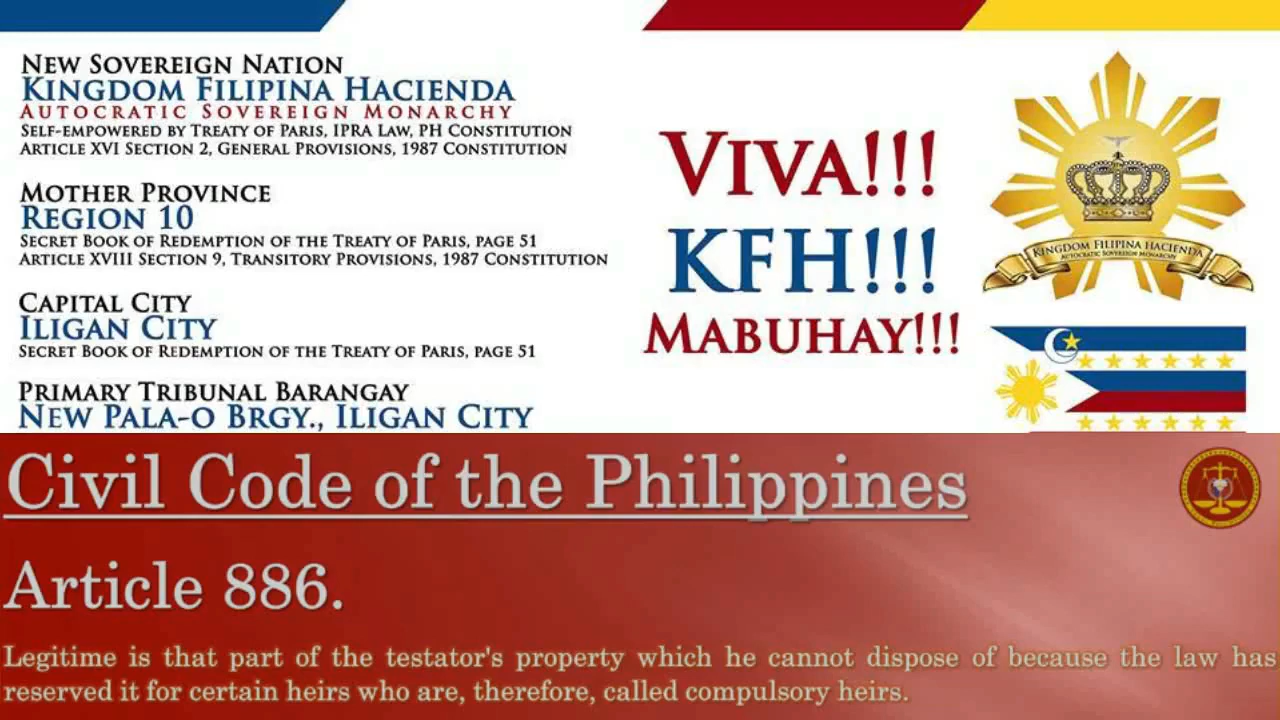 New Sovereign Nation
Kingdom Filipina Hacienda
Autocratic Sovereign Monarchy
Self-empowered by Treaty of Paris, IPRA Law, PH Constitution
Article XVI Section 2, General Provisions, 1987 Constitution
Mother Province
Region 10
Secret Book of Redemption of the Treaty of Paris, page 51
Article XVIII Section 9, Transitory Provisions, 1987 Constitution
Capital City
Iligan City
Secret Book of Redemption of the Treaty of Paris, page 51
Primary Tribunal Barangay
New Pala-o Brgy., Iligan City
Viva!!!
KFH!!!
Mabuhay!!!
Kingdom Filipina Hacienda
Autocratic Sovereign Monarchy
Civil Code of the Philippines
Article 886.
Legitime is that part of the testator's property which he cannot dispose of because the law has
reserved it for certain heirs who are, therefore, called compulsory heirs.